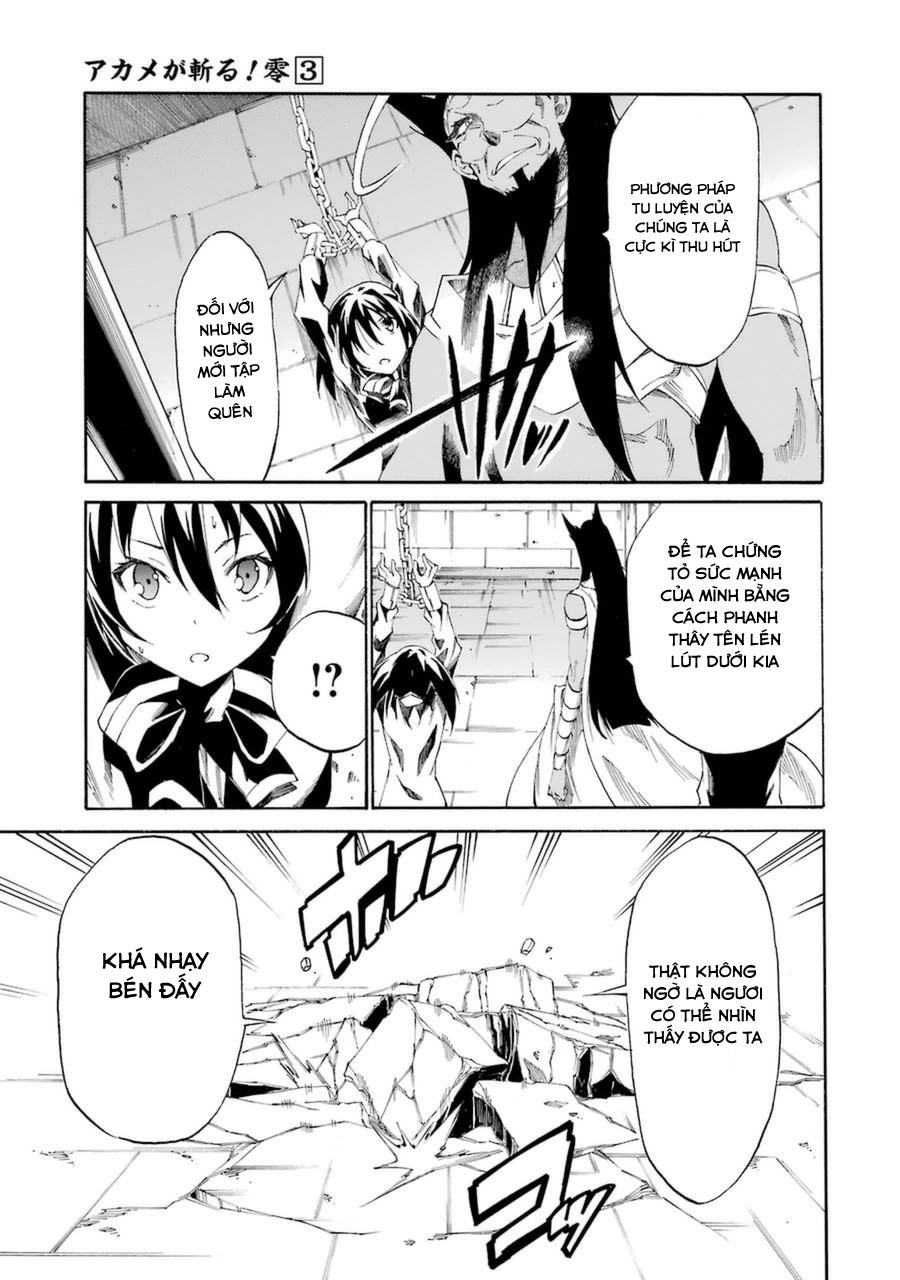 アカメが斬る！零3
PHƯƠNG PHÁP
TU LUYỆN CỦA
CHÚNG TA LÀ
CỰC KÌ THU HÚT
ĐỐI VỚI
NHƯNG
NGƯỜI
MỚI TẬP
LÀM
QUÊN
ĐỂ TA CHỨNG
TỎ SỨC MẠNH
CỦA MÌNH BẰNG
CÁCH PHANH
THÂY TÊN LÉN
LÚT DƯỚI KIA
!?
THẬT KHÔNG
NGỜ LÀ NGƯƠI
CÓ THỂ NHÌN
THẤY ĐƯỢC TA
KHÁ NHẠY
BÉN ĐẤY
ボコ